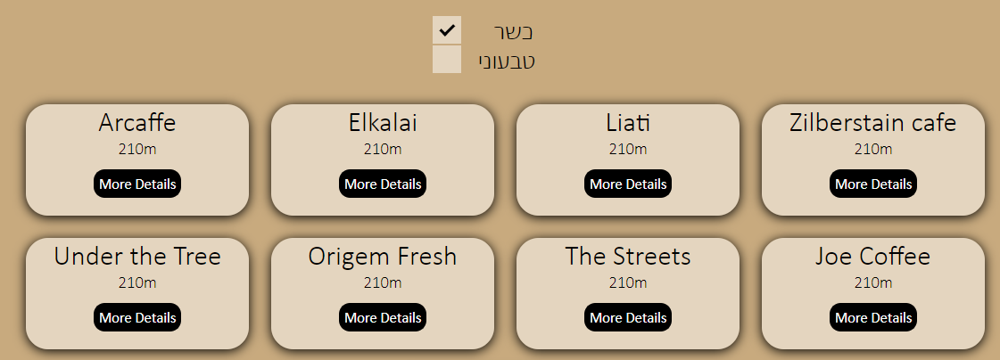 כשר
טבעוני
Arcaffe
210m
More Details
Elkalai
210m
More Details
Liati
210m
More Details
Zilberstain cafe
210m
More Details
Under the Tree
210m
More Details
Origem Fresh
210m
More Details
The Streets
210m
More Details
Joe Coffee
210m
More Details